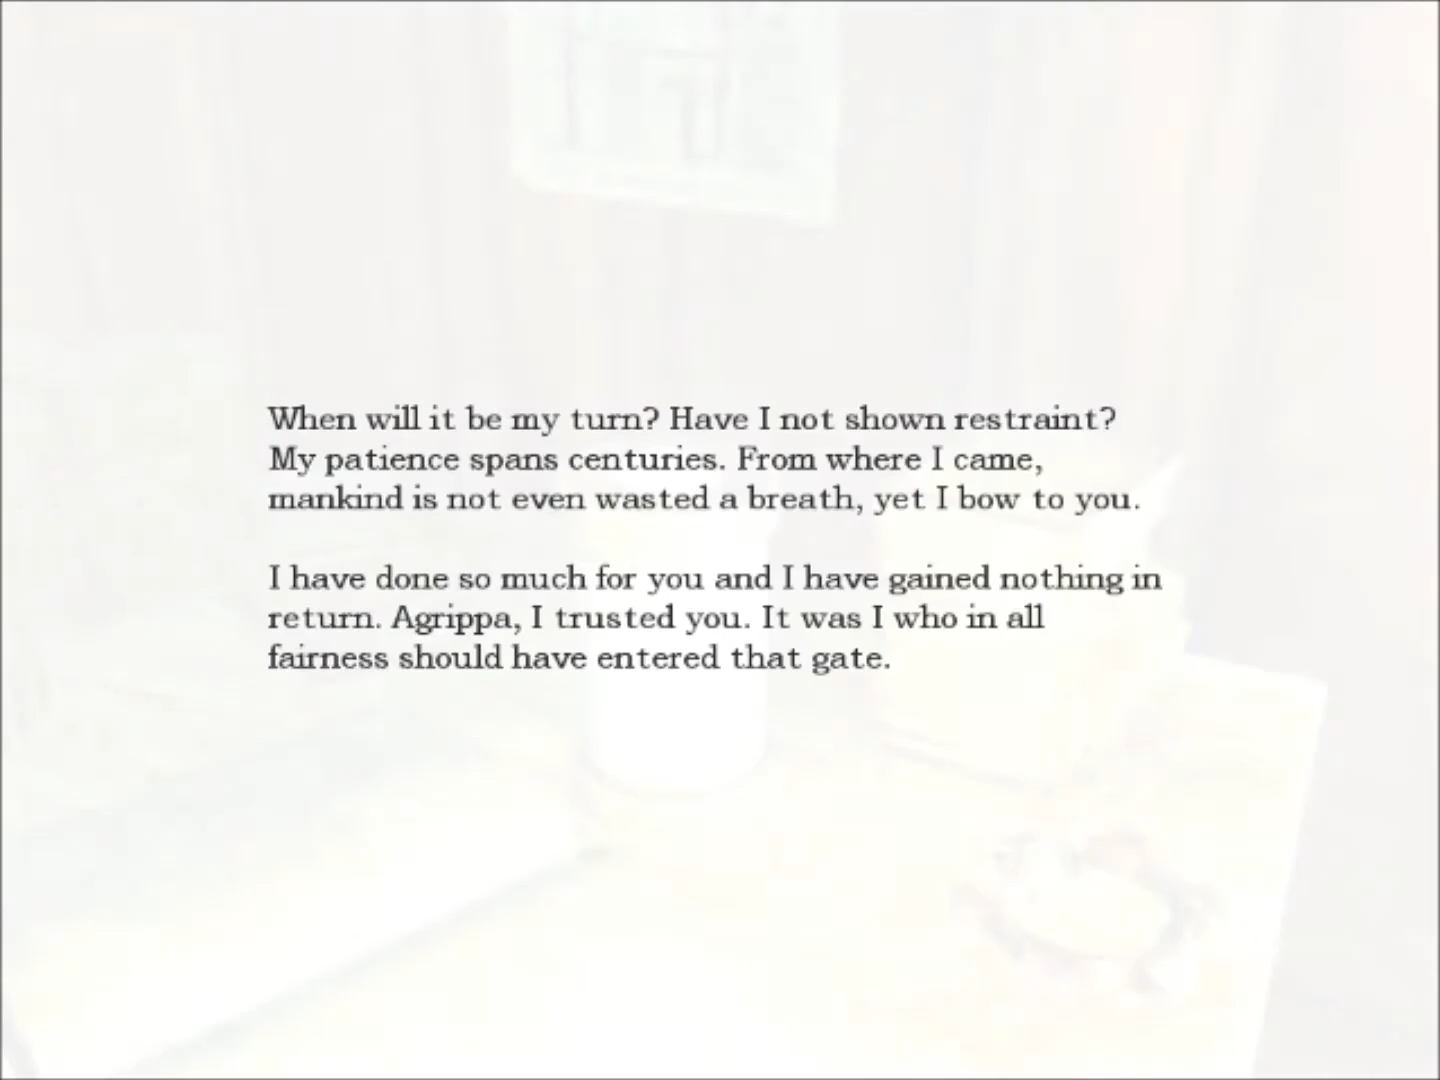 When will it be my turn? Have I not shown restraint?
My patience spans centuries. From where I came,
mankind is not even wasted a breath, yet I bow to you.
I have done so much for you and I have gained nothing in
return. Agrippa, I trusted you. It was I who in all
fairness should have entered that gate.